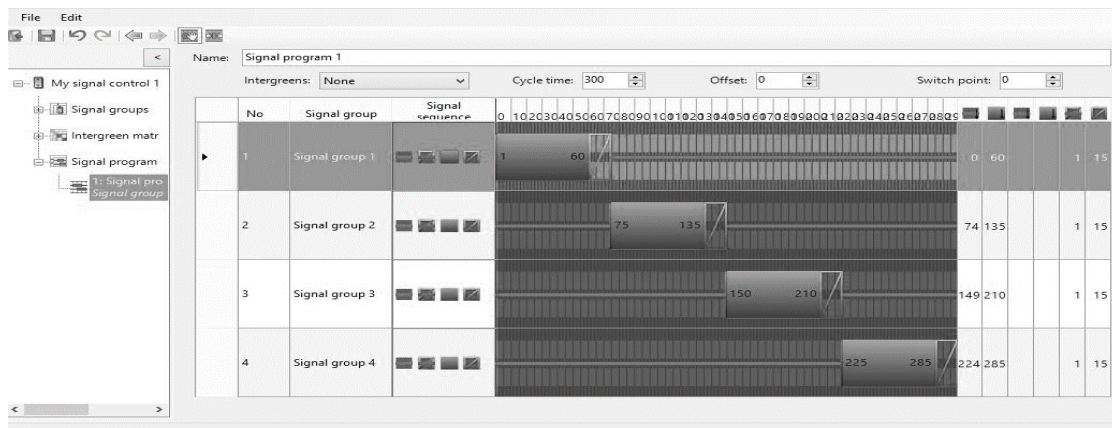 File Edit
<
Name: Signal program 1
My signal control 1
Intergreens: None Cycle time: 300 Offset: 0 Switch point: 0
Signal groups
No Signal group Signal sequence
Intergreen matr
1 Signal group 1 1 60 0 60 1 15
Signal program
1: Signal pro
Signal group
2 Signal group 2 75 135 74 135 1 15
3 Signal group 3 150 210 149 210 1 15
4 Signal group 4 225 285 224 285 1 15
< >